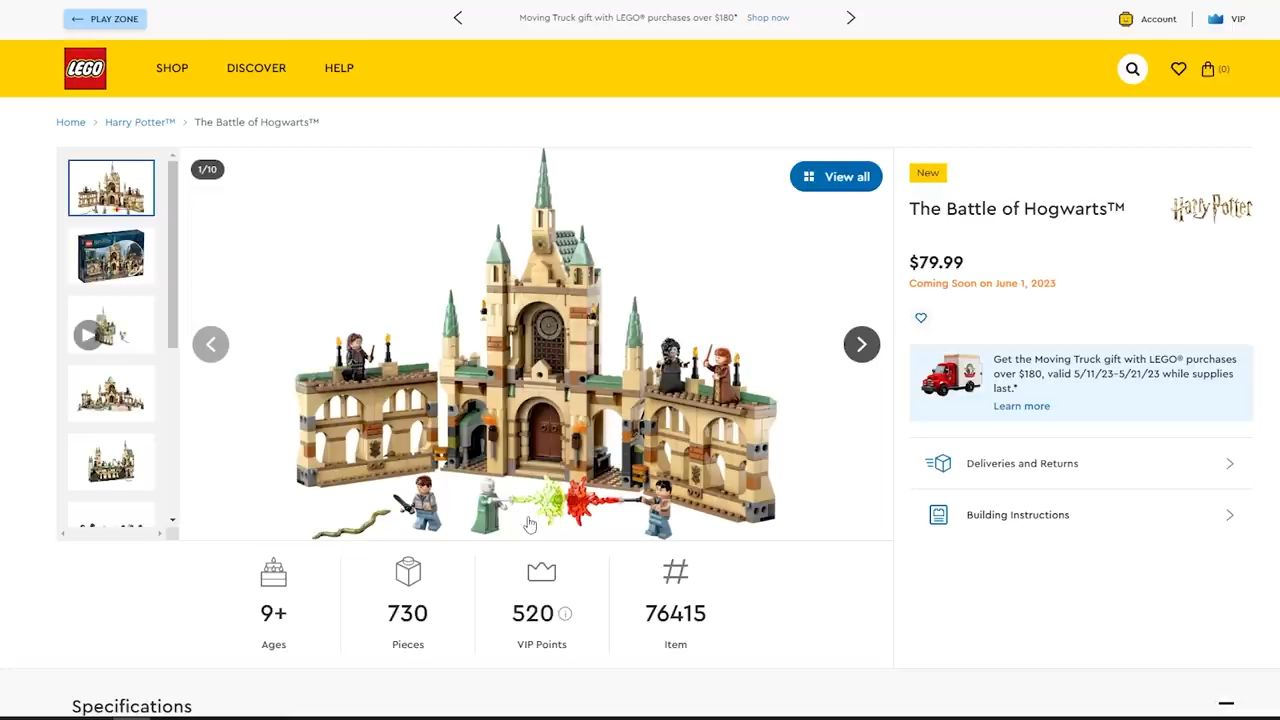 PLAY ZONE
Moving Truck gift with LEGO® purchases over $180* Shop now
Account
VIP
LEGO
SHOP
DISCOVER
HELP
(0)
Home > Harry Potter™ > The Battle of Hogwarts™
1/10
View all
New
The Battle of Hogwarts™
Harry Potter
$79.99
Coming Soon on June 1, 2023
Get the Moving Truck gift with LEGO® purchases
over $180, valid 5/11/23-5/21/23 while supplies
last.*
Learn more
Deliveries and Returns
Building Instructions
9+
Ages
730
Pieces
520
VIP Points
#
76415
Item
Specifications